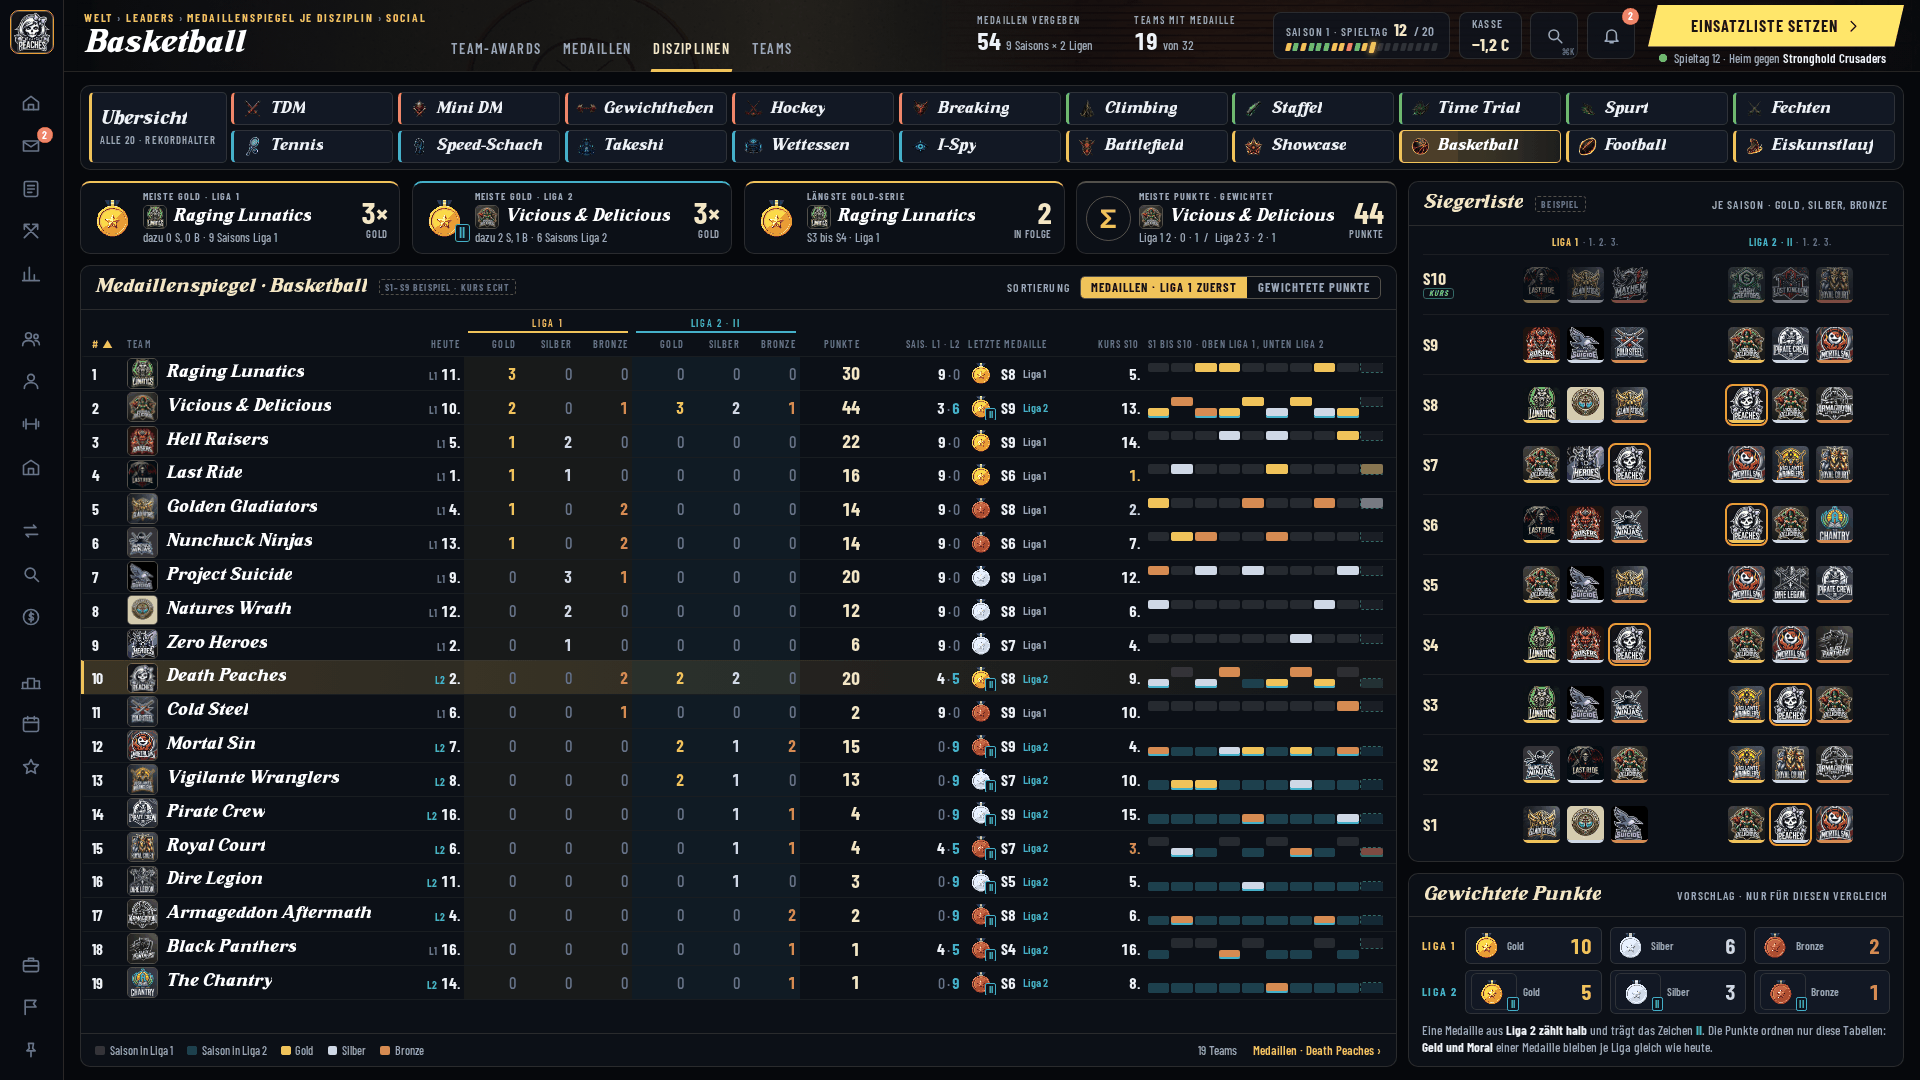 WELT › LEADERS › MEDAILLENSPIEGEL JE DISZIPLIN › SOCIAL
Basketball
TEAM-AWARDS MEDAILLEN DISZIPLINEN TEAMS
MEDAILLEN VERGEBEN
54 9 Saisons × 2 Ligen
TEAMS MIT MEDAILLE
19 von 32
SAISON 1 · SPIELTAG 12 / 20
KASSE
−1,2 C
⌘K
2
EINSATZLISTE SETZEN
Spieltag 12 · Heim gegen Stronghold Crusaders
2
Übersicht
ALLE 20 · REKORDHALTER
TDM Mini DM Gewichtheben Hockey Breaking Climbing Staffel Time Trial Spurt Fechten
Tennis Speed-Schach Takeshi Wettessen I-Spy Battlefield Showcase Basketball Football Eiskunstlauf
MEISTE GOLD · LIGA 1
Raging Lunatics
dazu 0 S, 0 B · 9 Saisons Liga 1
3×
GOLD
MEISTE GOLD · LIGA 2
Vicious & Delicious
dazu 2 S, 1 B · 6 Saisons Liga 2
3×
GOLD
LÄNGSTE GOLD-SERIE
Raging Lunatics
S3 bis S4 · Liga 1
2
IN FOLGE
MEISTE PUNKTE · GEWICHTET
Vicious & Delicious
Liga 1 2 · 0 · 1 / Liga 2 3 · 2 · 1
44
PUNKTE
Medaillenspiegel · Basketball S1–S9 BEISPIEL · KURS ECHT
SORTIERUNG MEDAILLEN · LIGA 1 ZUERST GEWICHTETE PUNKTE
LIGA 1 LIGA 2 · II
# ▲ TEAM HEUTE GOLD SILBER BRONZE GOLD SILBER BRONZE PUNKTE SAIS. L1 · L2 LETZTE MEDAILLE KURS S10 S1 BIS S10 · OBEN LIGA 1, UNTEN LIGA 2
1 Raging Lunatics L1 11. 3 0 0 0 0 0 30 9 · 0 S8 Liga 1 5.
2 Vicious & Delicious L1 10. 2 0 1 3 2 1 44 3 · 6 S9 Liga 2 13.
3 Hell Raisers L1 5. 1 2 0 0 0 0 22 9 · 0 S9 Liga 1 14.
4 Last Ride L1 1. 1 1 0 0 0 0 16 9 · 0 S6 Liga 1 1.
5 Golden Gladiators L1 4. 1 0 2 0 0 0 14 9 · 0 S8 Liga 1 2.
6 Nunchuck Ninjas L1 13. 1 0 2 0 0 0 14 9 · 0 S6 Liga 1 7.
7 Project Suicide L1 9. 0 3 1 0 0 0 20 9 · 0 S9 Liga 1 12.
8 Natures Wrath L1 12. 0 2 0 0 0 0 12 9 · 0 S8 Liga 1 6.
9 Zero Heroes L1 2. 0 1 0 0 0 0 6 9 · 0 S7 Liga 1 4.
10 Death Peaches L2 2. 0 0 2 2 2 0 20 4 · 5 S8 Liga 2 9.
11 Cold Steel L1 6. 0 0 1 0 0 0 2 9 · 0 S9 Liga 1 10.
12 Mortal Sin L2 7. 0 0 0 2 1 2 15 0 · 9 S9 Liga 2 4.
13 Vigilante Wranglers L2 8. 0 0 0 2 1 0 13 0 · 9 S7 Liga 2 10.
14 Pirate Crew L2 16. 0 0 0 0 1 1 4 0 · 9 S9 Liga 2 15.
15 Royal Court L2 6. 0 0 0 0 1 1 4 4 · 5 S7 Liga 2 3.
16 Dire Legion L2 11. 0 0 0 0 1 0 3 0 · 9 S5 Liga 2 5.
17 Armageddon Aftermath L2 4. 0 0 0 0 0 2 2 0 · 9 S8 Liga 2 6.
18 Black Panthers L1 16. 0 0 0 0 0 1 1 4 · 5 S4 Liga 2 16.
19 The Chantry L2 14. 0 0 0 0 0 1 1 0 · 9 S6 Liga 2 8.
Saison in Liga 1 Saison in Liga 2 Gold Silber Bronze
19 Teams Medaillen · Death Peaches ›
Siegerliste BEISPIEL JE SAISON · GOLD, SILBER, BRONZE
LIGA 1 · 1. 2. 3. LIGA 2 · II · 1. 2. 3.
S10
KURS
S9
S8
S7
S6
S5
S4
S3
S2
S1
Gewichtete Punkte VORSCHLAG · NUR FÜR DIESEN VERGLEICH
LIGA 1 Gold 10 Silber 6 Bronze 2
LIGA 2 II Gold 5 II Silber 3 II Bronze 1
Eine Medaille aus Liga 2 zählt halb und trägt das Zeichen II. Die Punkte ordnen nur diese Tabellen:
Geld und Moral einer Medaille bleiben je Liga gleich wie heute.